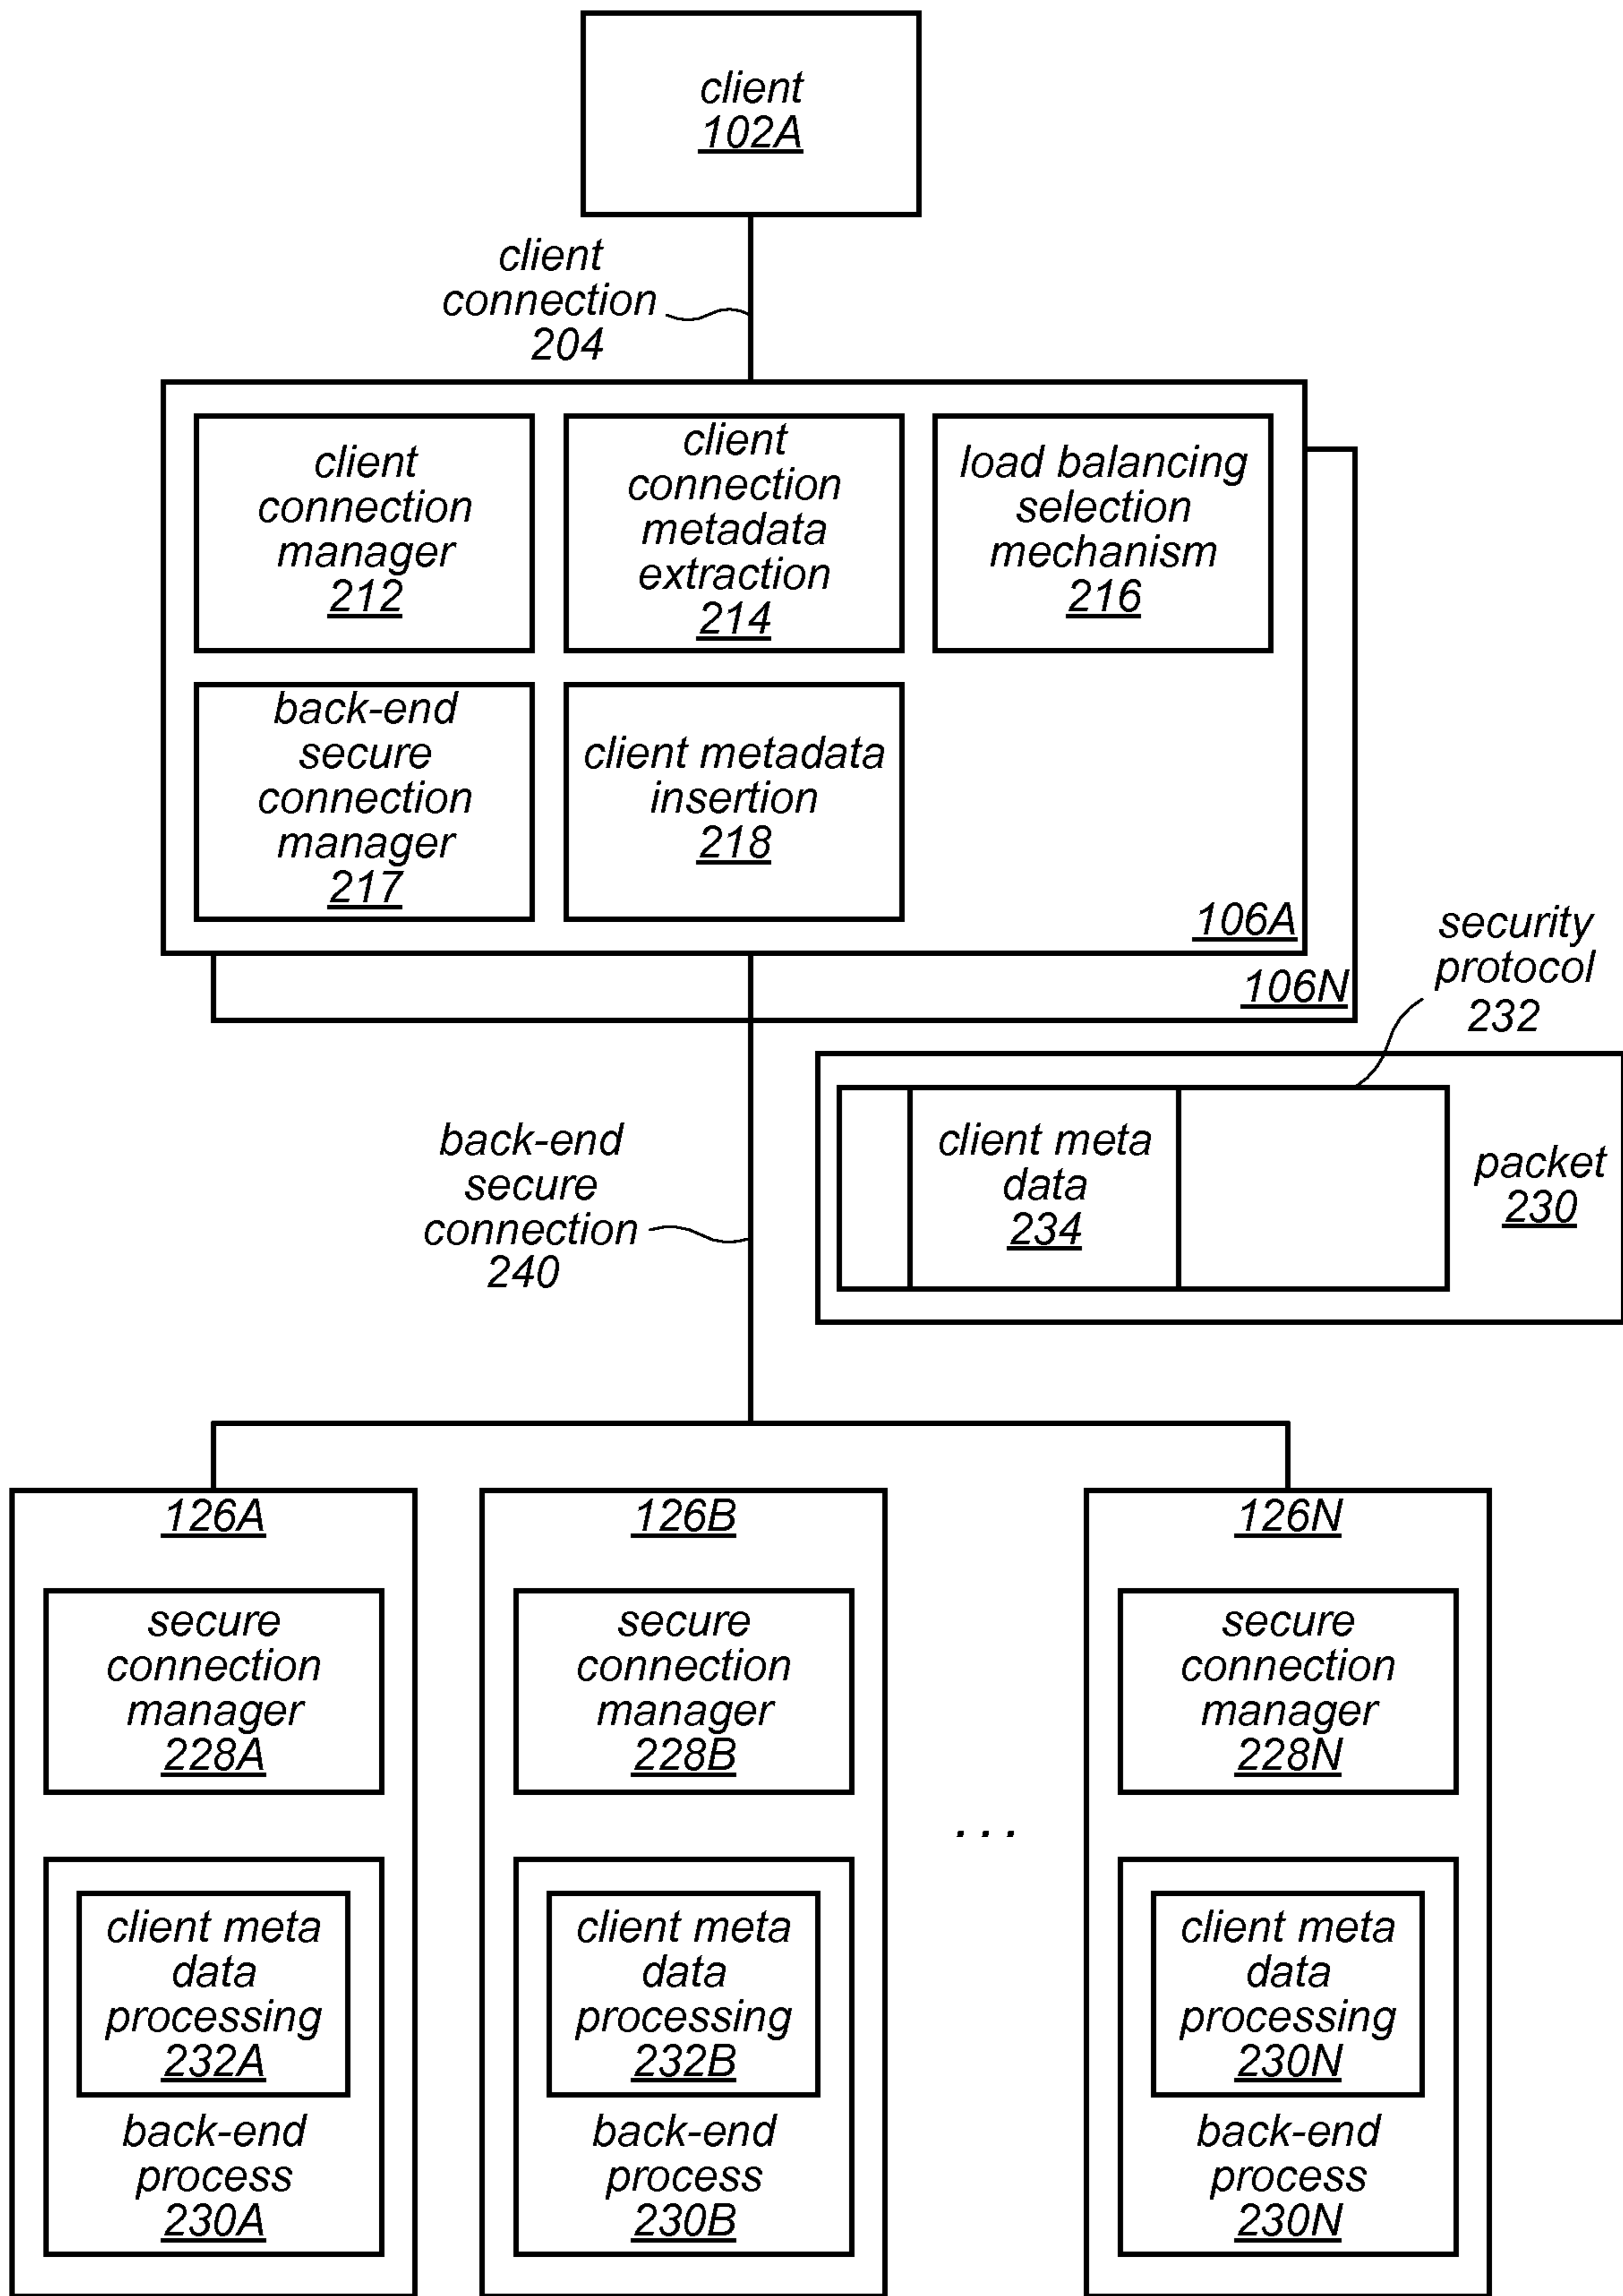 client
102A
client
connection
204
client
connection
manager
212
client
connection
metadata
extraction
214
load balancing
selection
mechanism
216
back-end
secure
connection
manager
217
client metadata
insertion
218
106A
106N
security
protocol
232
client meta
data
234
packet
230
back-end
secure
connection
240
126A
secure
connection
manager
228A
client meta
data
processing
232A
back-end
process
230A
126B
secure
connection
manager
228B
client meta
data
processing
232B
back-end
process
230B
...
126N
secure
connection
manager
228N
client meta
data
processing
230N
back-end
process
230N